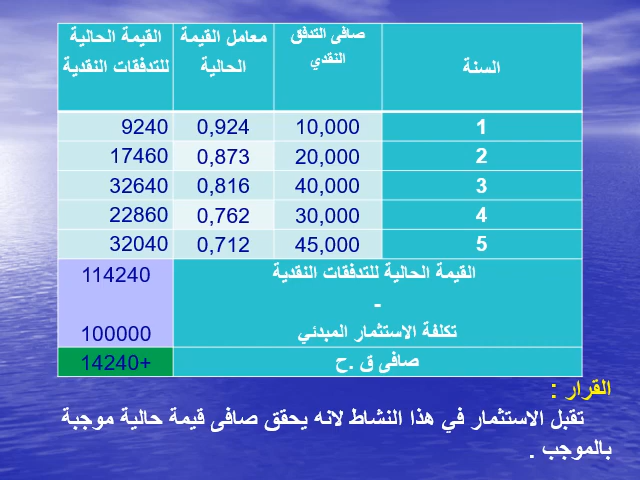 السنة	صافى التدفق النقدي	معامل القيمة الحالية	القيمة الحالية للتدفقات النقدية
1	10,000	0,924	9240
2	20,000	0,873	17460
3	40,000	0,816	32640
4	30,000	0,762	22860
5	45,000	0,712	32040
القيمة الحالية للتدفقات النقدية	114240
-
تكلفة الاستثمار المبدئي	100000
صافى ق .ح	14240+
القرار :
تقبل الاستثمار في هذا النشاط لانه يحقق صافى قيمة حالية موجبة
بالموجب .